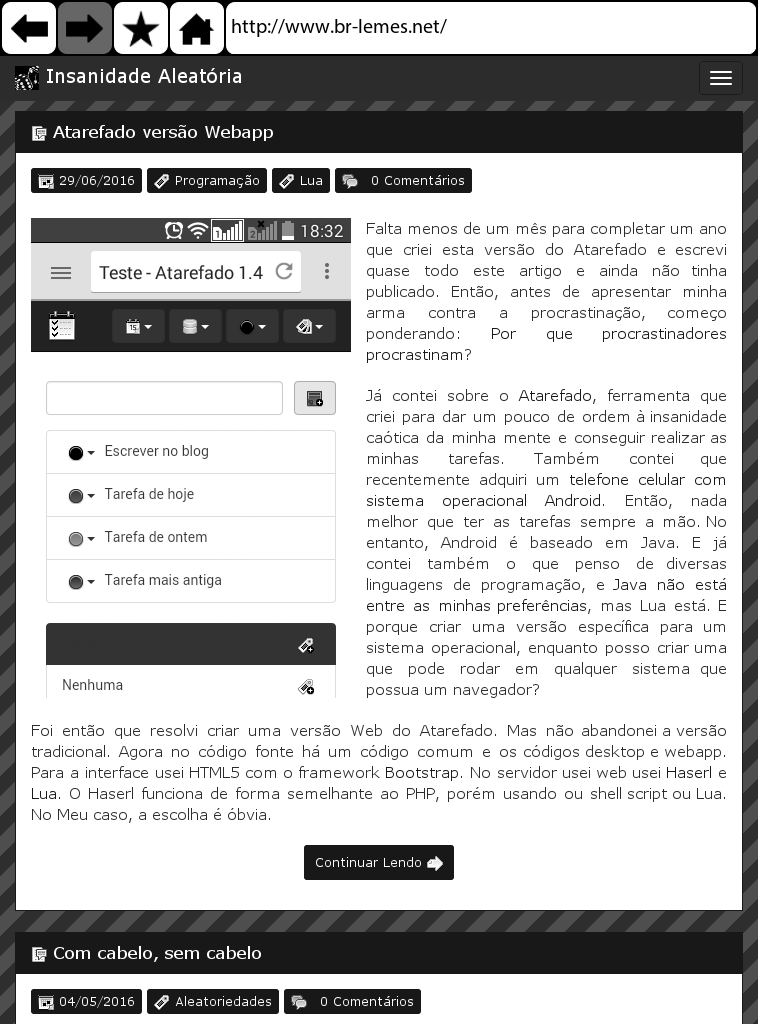 http://www.br-lemes.net/
Insanidade Aleatória
Atarefado versão Webapp
29/06/2016 Programação Lua 0 Comentários
18:32
Teste - Atarefado 1.4
15
Escrever no blog
Tarefa de hoje
Tarefa de ontem
Tarefa mais antiga
Nenhuma
Falta menos de um mês para completar um ano
que criei esta versão do Atarefado e escrevi
quase todo este artigo e ainda não tinha
publicado. Então, antes de apresentar minha
arma contra a procrastinação, começo
ponderando: Por que procrastinadores
procrastinam?
Já contei sobre o Atarefado, ferramenta que
criei para dar um pouco de ordem à insanidade
caótica da minha mente e conseguir realizar as
minhas tarefas. Também contei que
recentemente adquiri um telefone celular com
sistema operacional Android. Então, nada
melhor que ter as tarefas sempre a mão. No
entanto, Android é baseado em Java. E já
contei também o que penso de diversas
linguagens de programação, e Java não está
entre as minhas preferências, mas Lua está. E
porque criar uma versão específica para um
sistema operacional, enquanto posso criar uma
que pode rodar em qualquer sistema que
possua um navegador?
Foi então que resolvi criar uma versão Web do Atarefado. Mas não abandonei a versão
tradicional. Agora no código fonte há um código comum e os códigos desktop e webapp.
Para a interface usei HTML5 com o framework Bootstrap. No servidor usei web usei Haserl e
Lua. O Haserl funciona de forma semelhante ao PHP, porém usando ou shell script ou Lua.
No Meu caso, a escolha é óbvia.
Continuar Lendo
Com cabelo, sem cabelo
04/05/2016 Aleatoriedades 0 Comentários